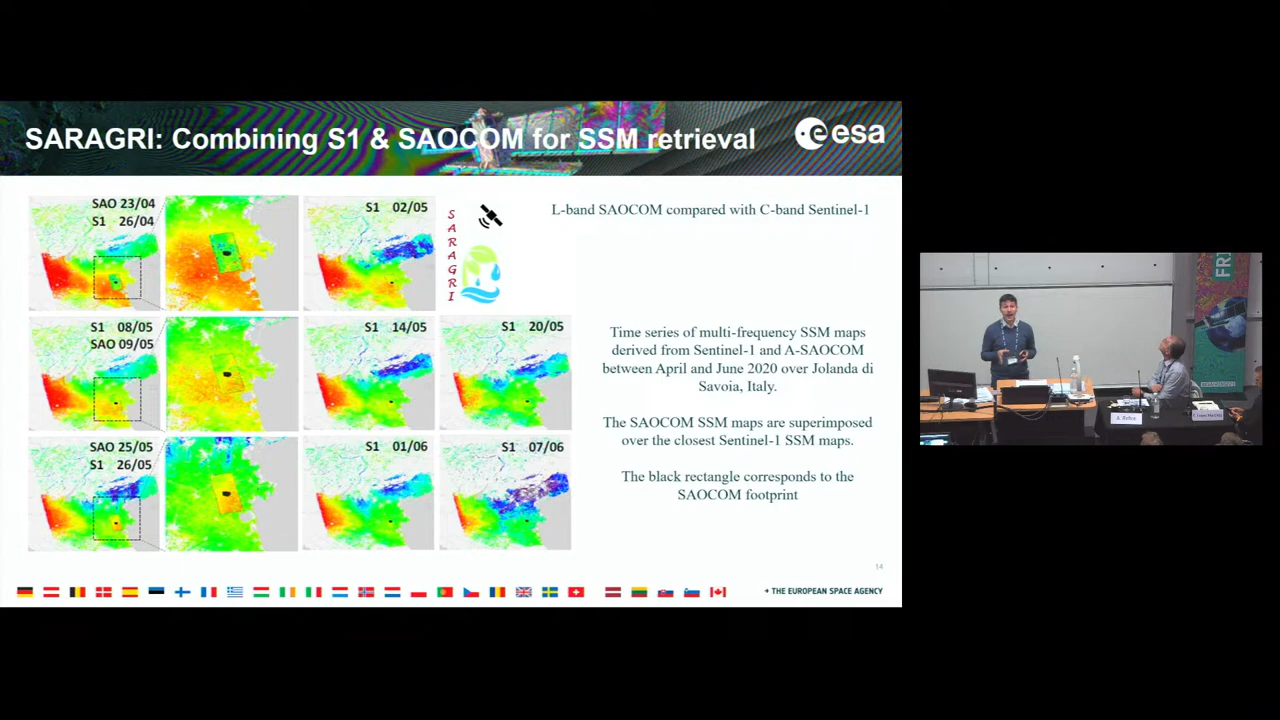 SARAGRI: Combining S1 & SAOCOM for SSM retrieval
esa
SAO 23/04
S1 26/04
S1 02/05
SARAGRI
L-band SAOCOM compared with C-band Sentinel-1
S1 08/05
SAO 09/05
S1 14/05
S1 20/05
Time series of multi-frequency SSM maps
derived from Sentinel-1 and A-SAOCOM
between April and June 2020 over Jolanda di
Savoia, Italy.
The SAOCOM SSM maps are superimposed
over the closest Sentinel-1 SSM maps.
The black rectangle corresponds to the
SAOCOM footprint
SAO 25/05
S1 26/05
S1 01/06
S1 07/06
14
→ THE EUROPEAN SPACE AGENCY